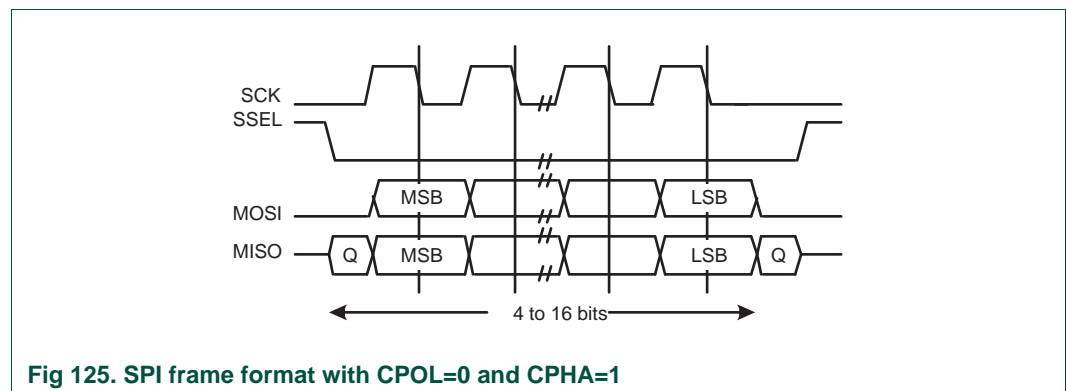 SCK
SSEL
MOSI MSB LSB
MISO Q MSB LSB Q
4 to 16 bits
Fig 125. SPI frame format with CPOL=0 and CPHA=1